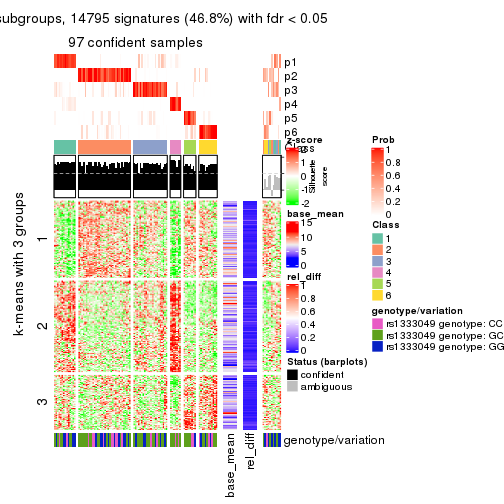 subgroups, 14795 signatures (46.8%) with fdr < 0.05
97 confident samples
p1
p2
p3
p4
p5
p6
Class
z-score
2
1
0
-1
-2
Silhouette
score
base_mean
15
10
5
0
rel_diff
1
0.8
0.6
0.4
0.2
0
Status (barplots)
confident
ambiguous
Prob
1
0.8
0.6
0.4
0.2
0
Class
1
2
3
4
5
6
genotype/variation
rs1333049 genotype: CC
rs1333049 genotype: GC
rs1333049 genotype: GG
k-means with 3 groups
1
2
3
genotype/variation
base_mean
rel_diff